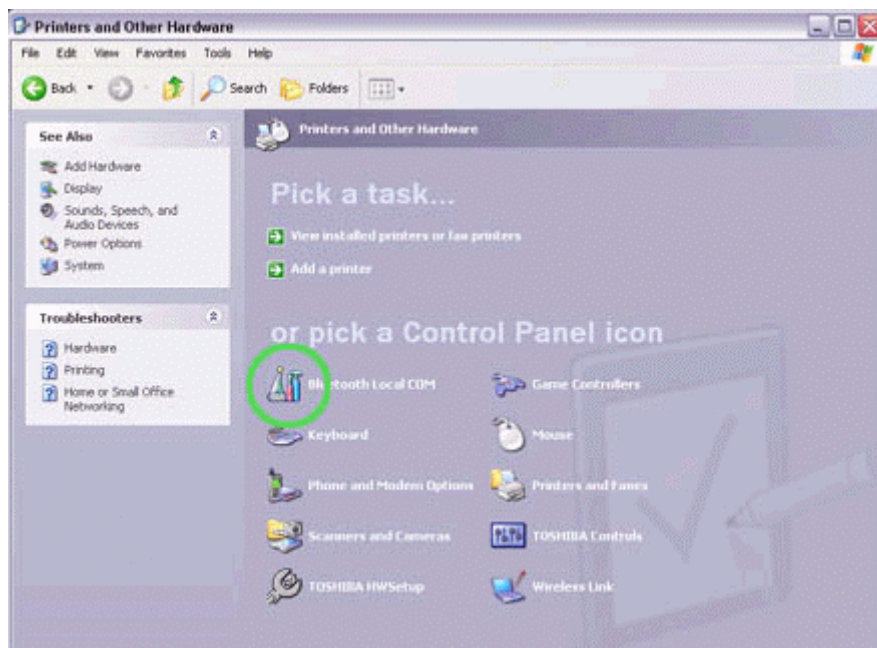 Printers and Other Hardware
File Edit View Favorites Tools Help
Back Search Folders
See Also
Add Hardware
Display
Sounds, Speech, and
Audio Devices
Power Options
System
Troubleshooters
Hardware
Printing
Home or Small Office
Networking
Printers and Other Hardware
Pick a task...
View installed printers or fax printers
Add a printer
or pick a Control Panel icon
Bluetooth Local COM
Game Controllers
Keyboard
Mouse
Phone and Modem Options
Printers and Faxes
Scanners and Cameras
TOSHIBA Controls
TOSHIBA HWSetup
Wireless Link